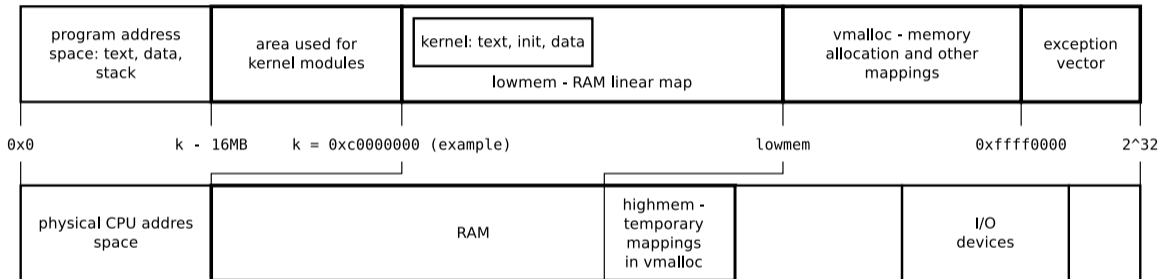 program address
space: text, data,
stack
area used for
kernel modules
kernel: text, init, data
lowmem - RAM linear map
vmalloc - memory
allocation and other
mappings
exception
vector
0x0
k - 16MB
k = 0xc0000000 (example)
lowmem
0xffff0000
2^32
physical CPU addres
space
RAM
highmem -
temporary
mappings
in vmalloc
I/O
devices